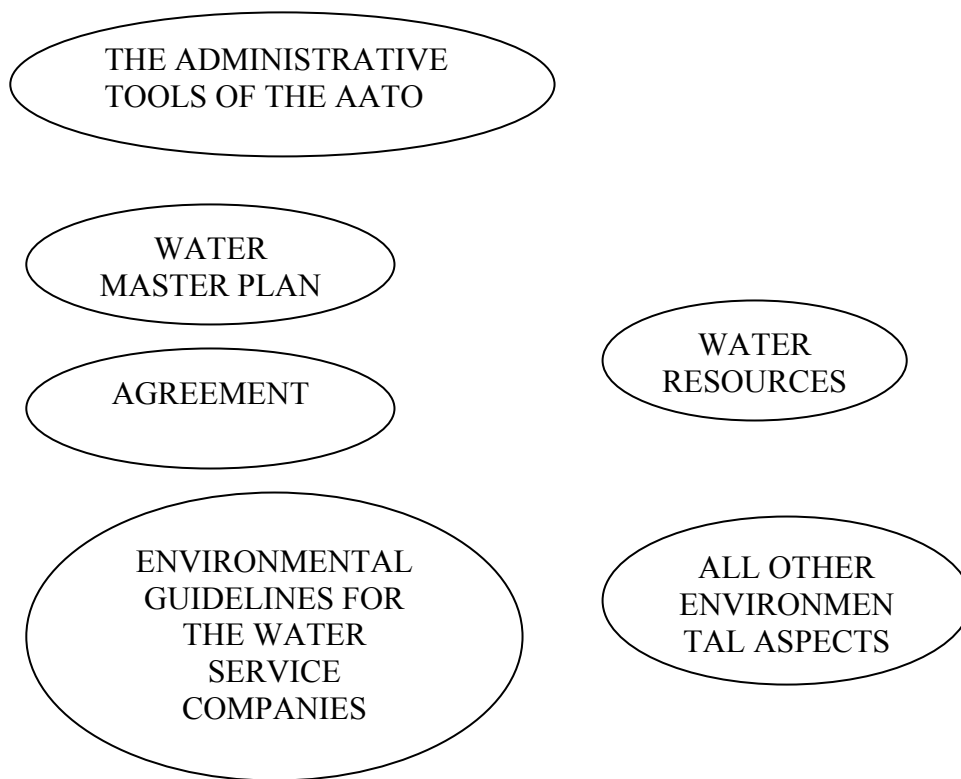 THE ADMINISTRATIVE
TOOLS OF THE AATO
WATER
MASTER PLAN
AGREEMENT
WATER
RESOURCES
ENVIRONMENTAL
GUIDELINES FOR
THE WATER
SERVICE
COMPANIES
ALL OTHER
ENVIRONMEN
TAL ASPECTS